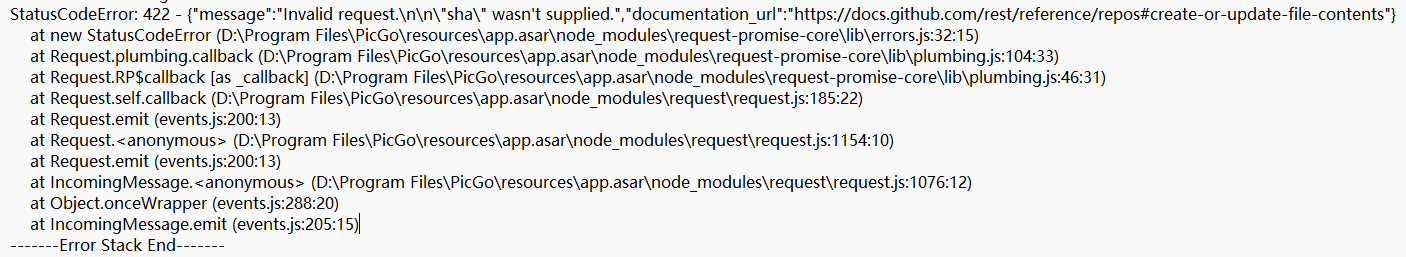 StatusCodeError: 422 - {"message":"Invalid request.\n\n\"sha\" wasn't supplied.","documentation_url":"https://docs.github.com/rest/reference/repos#create-or-update-file-contents"}
at new StatusCodeError (D:\Program Files\PicGo\resources\app.asar\node_modules\request-promise-core\lib\errors.js:32:15)
at Request.plumbing.callback (D:\Program Files\PicGo\resources\app.asar\node_modules\request-promise-core\lib\plumbing.js:104:33)
at Request.RP$callback [as _callback] (D:\Program Files\PicGo\resources\app.asar\node_modules\request-promise-core\lib\plumbing.js:46:31)
at Request.self.callback (D:\Program Files\PicGo\resources\app.asar\node_modules\request\request.js:185:22)
at Request.emit (events.js:200:13)
at Request.<anonymous> (D:\Program Files\PicGo\resources\app.asar\node_modules\request\request.js:1154:10)
at Request.emit (events.js:200:13)
at IncomingMessage.<anonymous> (D:\Program Files\PicGo\resources\app.asar\node_modules\request\request.js:1076:12)
at Object.onceWrapper (events.js:288:20)
at IncomingMessage.emit (events.js:205:15)
-------Error Stack End-------